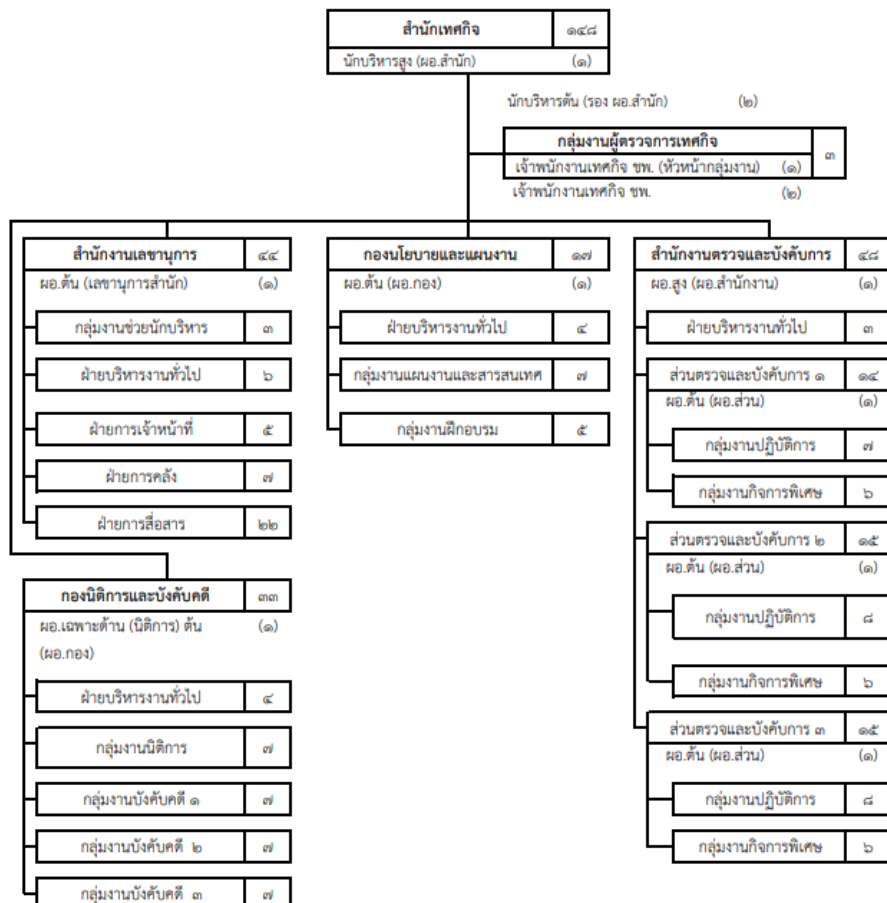 สำนักเทศกิจ ๑๔๘
นักบริหารสูง (ผอ.สำนัก) (๑)
นักบริหารต้น (รอง ผอ.สำนัก) (๒)
กลุ่มงานผู้ตรวจการเทศกิจ ๓
เจ้าพนักงานเทศกิจ ชพ. (หัวหน้ากลุ่มงาน) (๑)
เจ้าพนักงานเทศกิจ ชพ. (๒)
สำนักงานเลขานุการ ๔๔
ผอ.ต้น (เลขานุการสำนัก) (๑)
กลุ่มงานช่วยนักบริหาร ๓
ฝ่ายบริหารงานทั่วไป ๖
ฝ่ายการเจ้าหน้าที่ ๕
ฝ่ายการคลัง ๗
ฝ่ายการสื่อสาร ๒๒
กองนิติการและบังคับคดี ๓๓
ผอ.เฉพาะด้าน (นิติการ) ต้น (๑)
(ผอ.กอง)
ฝ่ายบริหารงานทั่วไป ๔
กลุ่มงานนิติการ ๗
กลุ่มงานบังคับคดี ๑ ๗
กลุ่มงานบังคับคดี ๒ ๗
กลุ่มงานบังคับคดี ๓ ๗
กองนโยบายและแผนงาน ๑๗
ผอ.ต้น (ผอ.กอง) (๑)
ฝ่ายบริหารงานทั่วไป ๔
กลุ่มงานแผนงานและสารสนเทศ ๗
กลุ่มงานฝึกอบรม ๕
สำนักงานตรวจและบังคับการ ๔๘
ผอ.สูง (ผอ.สำนักงาน) (๑)
ฝ่ายบริหารงานทั่วไป ๓
ส่วนตรวจและบังคับการ ๑ ๑๔
ผอ.ต้น (ผอ.ส่วน) (๑)
กลุ่มงานปฏิบัติการ ๗
กลุ่มงานกิจการพิเศษ ๖
ส่วนตรวจและบังคับการ ๒ ๑๕
ผอ.ต้น (ผอ.ส่วน) (๑)
กลุ่มงานปฏิบัติการ ๘
กลุ่มงานกิจการพิเศษ ๖
ส่วนตรวจและบังคับการ ๓ ๑๕
ผอ.ต้น (ผอ.ส่วน) (๑)
กลุ่มงานปฏิบัติการ ๘
กลุ่มงานกิจการพิเศษ ๖